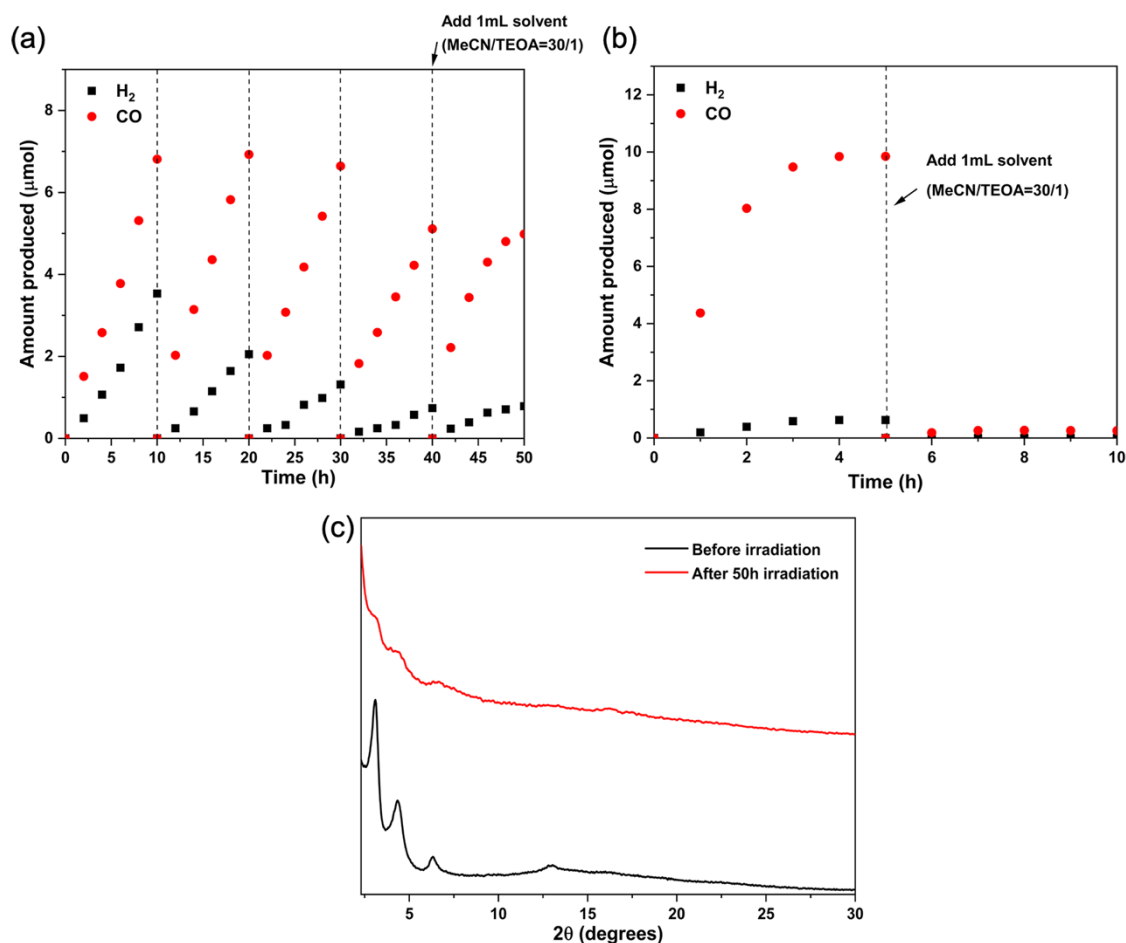 (a)
Add 1mL solvent
(MeCN/TEOA=30/1)
H₂
CO
Amount produced (μmol)
8
6
4
2
0
0 5 10 15 20 25 30 35 40 45 50
Time (h)
(b)
H₂
CO
Add 1mL solvent
(MeCN/TEOA=30/1)
Amount produced (μmol)
12
10
8
6
4
2
0
0 2 4 6 8 10
Time (h)
(c)
Before irradiation
After 50h irradiation
5 10 15 20 25 30
2θ (degrees)